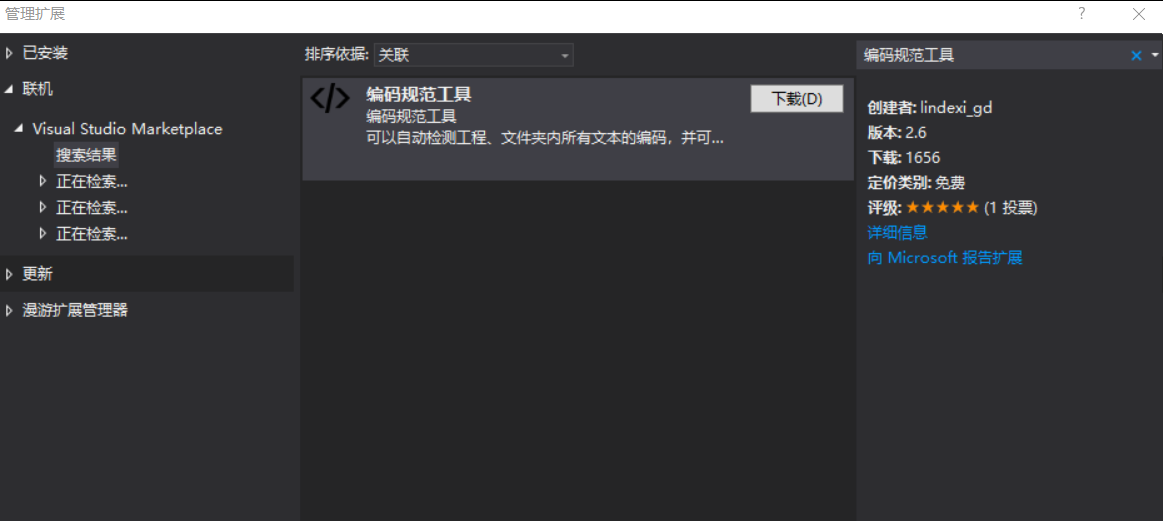 管理扩展
已安装
联机
Visual Studio Marketplace
搜索结果
正在检索...
正在检索...
正在检索...
更新
漫游扩展管理器
排序依据: 关联
编码规范工具
下载(D)
编码规范工具
可以自动检测工程、文件夹内所有文本的编码，并可...
编码规范工具
创建者: lindexi_gd
版本: 2.6
下载: 1656
定价类别: 免费
评级: ★★★★★ (1 投票)
详细信息
向 Microsoft 报告扩展